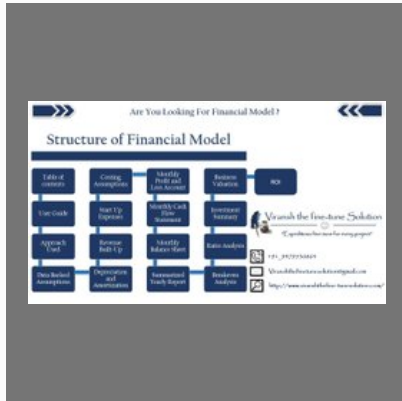 Are You Looking For Financial Model ?
Structure of Financial Model
Table of
contents
User Guide
Approach
Used
Data Backed
Assumptions
Costing
Assumptions
Start Up
Expenses
Revenue
Built-Up
Depreciation
and
Amortization
Monthly
Profit and
Loss Account
Monthly Cash
Flow
Statement
Monthly
Balance Sheet
Summarized
Yearly Report
Business
Valuation
Investment
Summary
Ratio Analysis
Breakeven
Analysis
ROI
Viransh the fine-tune Solution